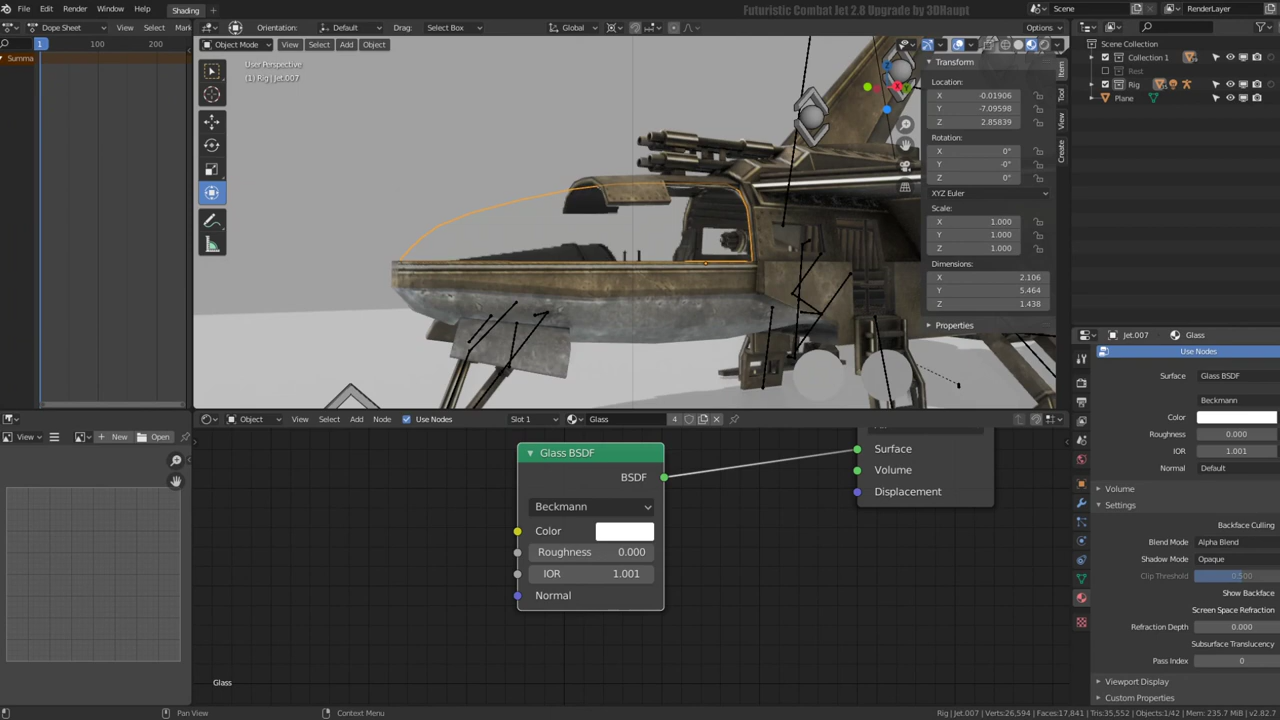 File Edit Render Window Help Shading
Futuristic Combat Jet 2.8 Upgrade by 3DHaupt
Scene RenderLayer
Dope Sheet View Select Mark
Orientation: Default Drag: Select Box Global Options
1 100 200
Summa
Object Mode View Select Add Object
User Perspective
(1) Rig | Jet.007
Transform
Location:
X -0.01906
Y -7.09598
Z 2.85839
Rotation:
X 0°
Y -0°
Z 0°
XYZ Euler
Scale:
X 1.000
Y 1.000
Z 1.000
Dimensions:
X 2.106
Y 5.464
Z 1.438
Properties
Item
Tool
View
Create
Scene Collection
Collection 1
Rest
Rig
Plane
Jet.007 Glass
Use Nodes
Surface Glass BSDF
Beckmann
Color
Roughness 0.000
IOR 1.001
Normal Default
Volume
Settings
Backface Culling
Blend Mode Alpha Blend
Shadow Mode Opaque
Clip Threshold 0.500
Show Backface
Screen Space Refraction
Refraction Depth 0.000
Subsurface Translucency
Pass Index 0
Viewport Display
Custom Properties
View New Open
Object View Select Add Node Use Nodes Slot 1 Glass 4
Glass BSDF
BSDF
Beckmann
Color
Roughness 0.000
IOR 1.001
Normal
Surface
Volume
Displacement
Glass
Pan View Context Menu
Rig | Jet.007 | Verts:26,594 | Faces:17,841 | Tris:35,552 | Objects:1/42 | Mem: 235.7 MiB | v2.82.7